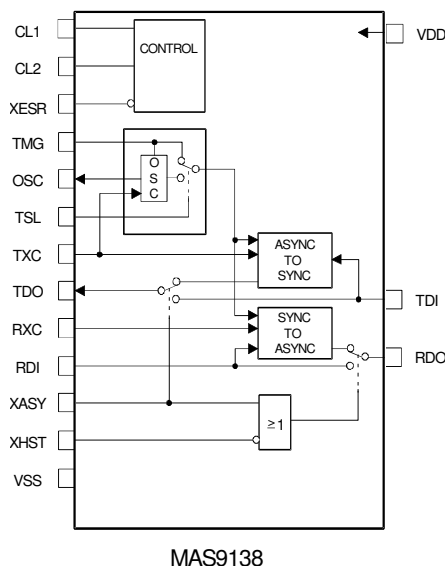 CL1
CL2
XESR
TMG
OSC
TSL
TXC
TDO
RXC
RDI
XASY
XHST
VSS
CONTROL
O
S
C
ASYNC
TO
SYNC
SYNC
TO
ASYNC
≥1
VDD
TDI
RDO
MAS9138